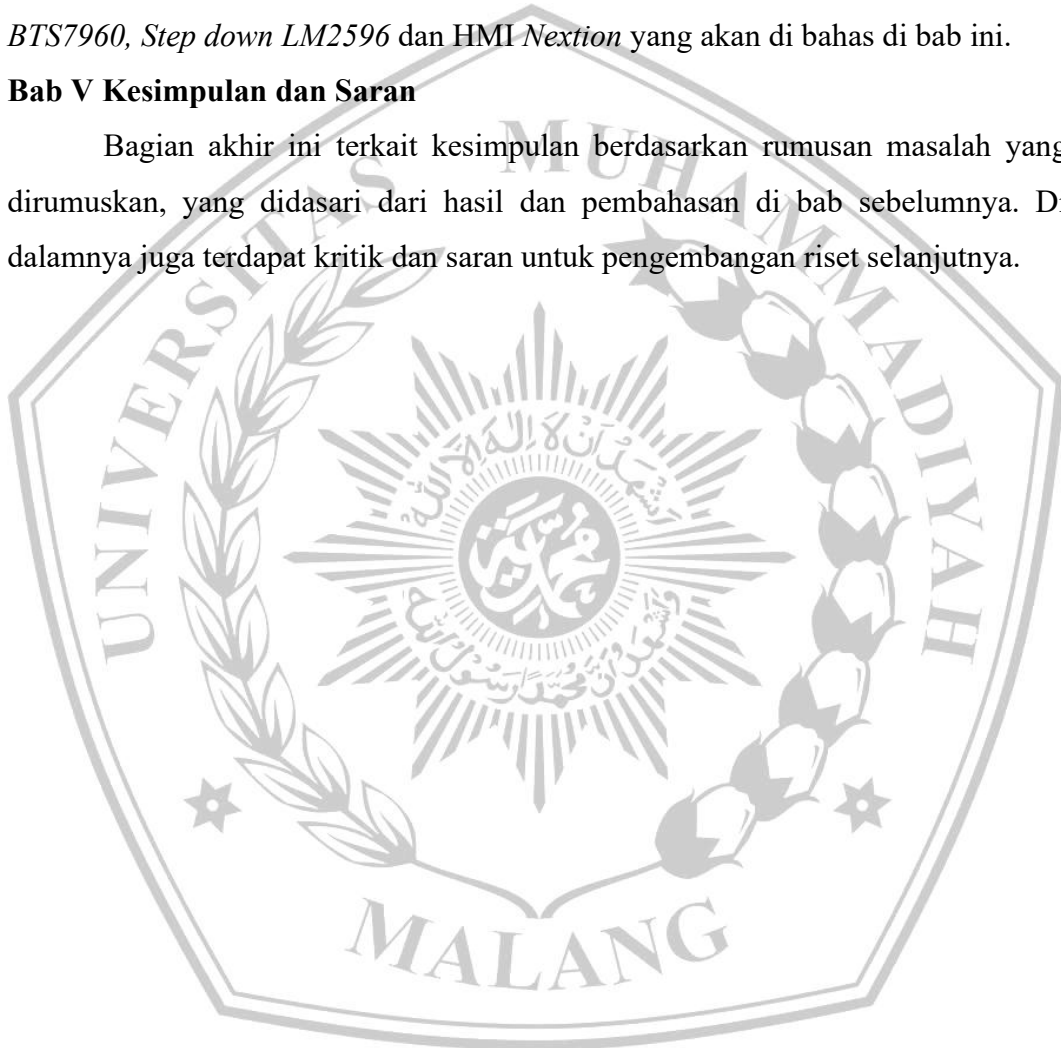 BTS7960, Step down LM2596 dan HMI Nextion yang akan di bahas di bab ini.
Bab V Kesimpulan dan Saran
Bagian akhir ini terkait kesimpulan berdasarkan rumusan masalah yang
dirumuskan, yang didasari dari hasil dan pembahasan di bab sebelumnya. Di
dalamnya juga terdapat kritik dan saran untuk pengembangan riset selanjutnya.
UNIVERSITAS MUHAMMADIYAH
MALANG